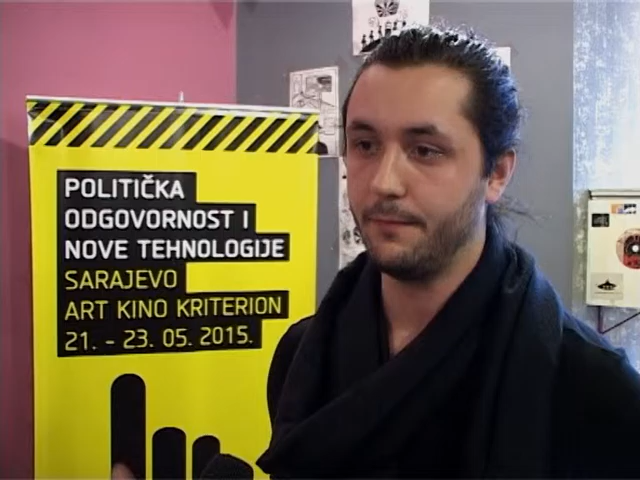 POLITIČKA
ODGOVORNOST I
NOVE TEHNOLOGIJE
SARAJEVO
ART KINO KRITERION
21. - 23. 05. 2015.